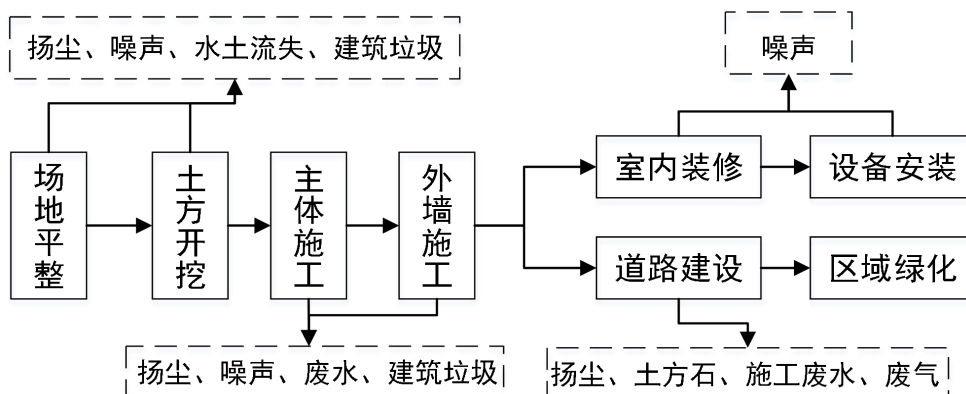 扬尘、噪声、水土流失、建筑垃圾
噪声
场地平整
土方开挖
主体施工
外墙施工
室内装修
设备安装
道路建设
区域绿化
扬尘、噪声、废水、建筑垃圾
扬尘、土方石、施工废水、废气